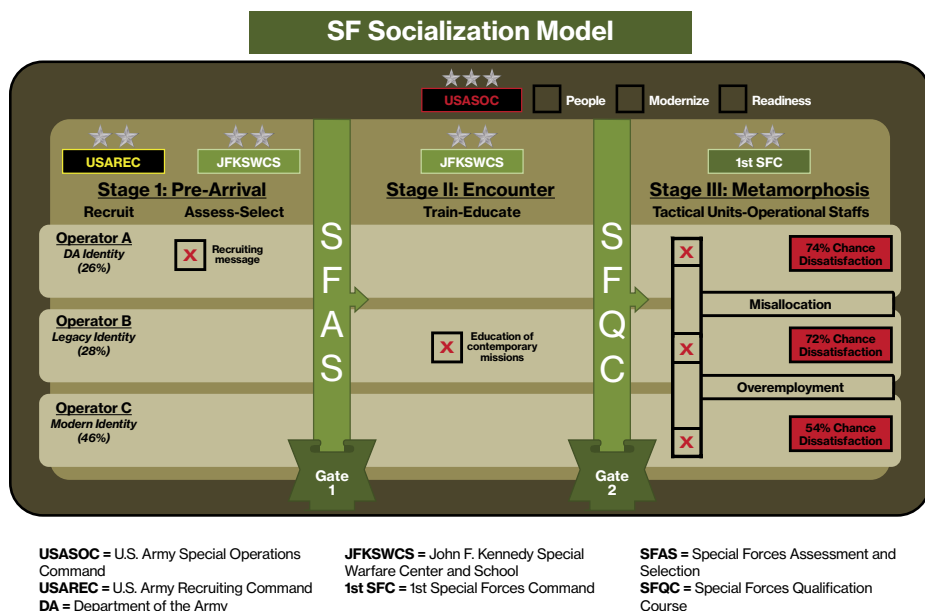 SF Socialization Model
USASOC
People
Modernize
Readiness
USAREC
JFKSWCS
JFKSWCS
1st SFC
Stage 1: Pre-Arrival
Stage II: Encounter
Stage III: Metamorphosis
Recruit
Assess-Select
Train-Educate
Tactical Units-Operational Staffs
SFAS
SFQC
Operator A
DA Identity
(26%)
X
Recruiting
message
X
74% Chance
Dissatisfaction
Misallocation
Operator B
Legacy Identity
(28%)
X
Education of
contemporary
missions
X
72% Chance
Dissatisfaction
Overemployment
Operator C
Modern Identity
(46%)
X
54% Chance
Dissatisfaction
Gate
1
Gate
2
USASOC = U.S. Army Special Operations
Command
USAREC = U.S. Army Recruiting Command
DA = Department of the Army
JFKSWCS = John F. Kennedy Special
Warfare Center and School
1st SFC = 1st Special Forces Command
SFAS = Special Forces Assessment and
Selection
SFQC = Special Forces Qualification
Course